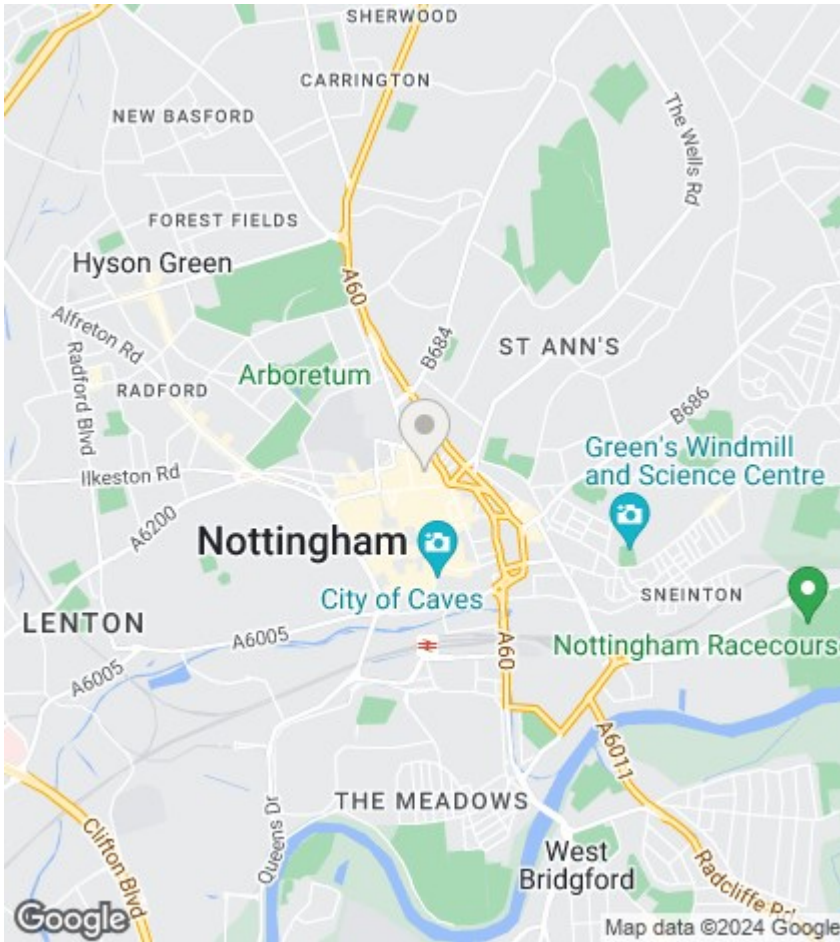 SHERWOOD
CARRINGTON
NEW BASFORD
The Wells Rd
FOREST FIELDS
Hyson Green
A60
Alfreton Rd
B684
ST ANN'S
Radford Blvd
Arboretum
RADFORD
B686
Green's Windmill
and Science Centre
Ilkeston Rd
A6200
Nottingham
City of Caves
SNEINTON
LENTON
A6005
A60
Nottingham Racecourse
A6005
A6011
THE MEADOWS
Queens Dr
Clifton Blvd
West
Bridgford
Radcliffe Rd
Google
Map data ©2024 Google